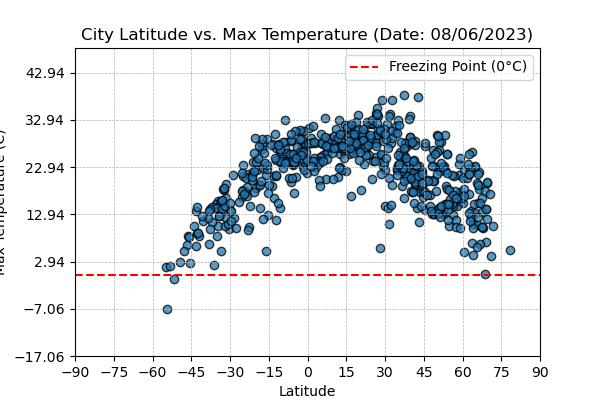 City Latitude vs. Max Temperature (Date: 08/06/2023)
Freezing Point (0°C)
42.94
32.94
22.94
12.94
2.94
-7.06
-17.06
−90 −75 −60 −45 −30 −15 0 15 30 45 60 75 90
Latitude
Temperature (C)